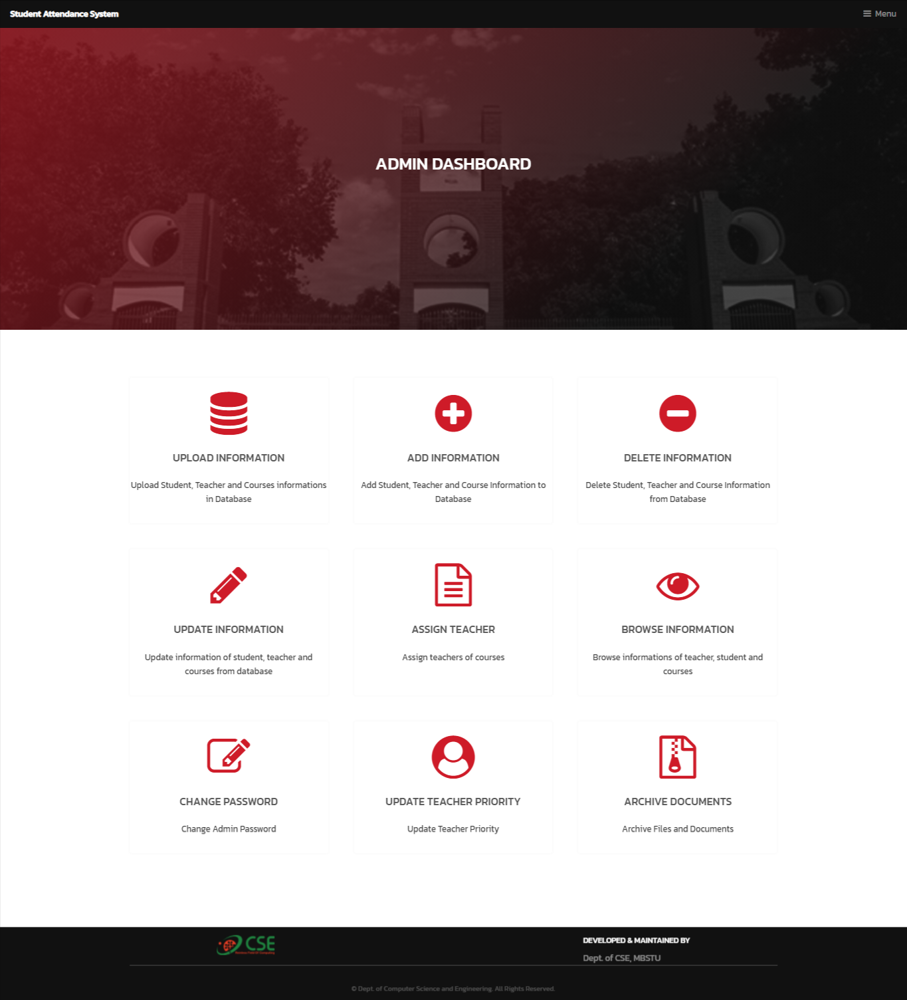 Student Attendance System
Menu
ADMIN DASHBOARD
UPLOAD INFORMATION
Upload Student, Teacher and Courses informations
in Database
ADD INFORMATION
Add Student, Teacher and Course Information to
Database
DELETE INFORMATION
Delete Student, Teacher and Course Information
from Database
UPDATE INFORMATION
Update information of student, teacher and
courses from database
ASSIGN TEACHER
Assign teachers of courses
BROWSE INFORMATION
Browse informations of teacher, student and
courses
CHANGE PASSWORD
Change Admin Password
UPDATE TEACHER PRIORITY
Update Teacher Priority
ARCHIVE DOCUMENTS
Archive Files and Documents
CSE
DEVELOPED & MAINTAINED BY
Dept. of CSE, MBSTU
© Dept. of Computer Science and Engineering. All Rights Reserved.